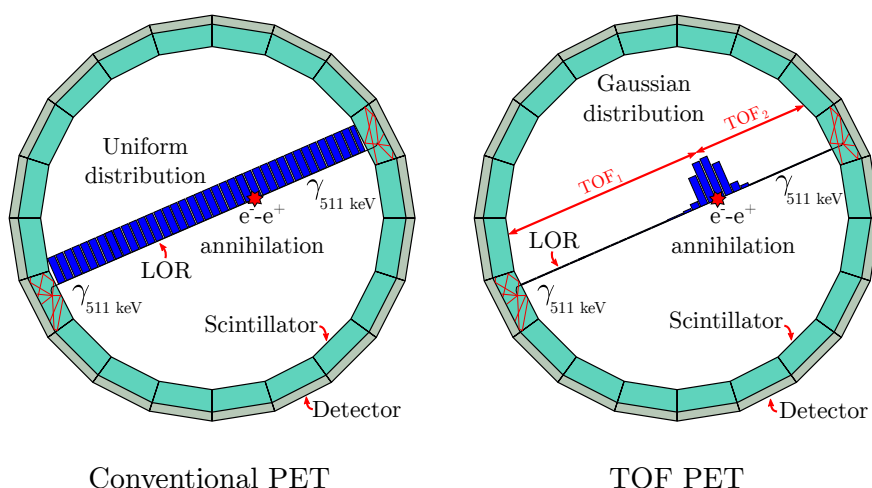 Uniform
distribution
γ511 keV
e⁻-e⁺
annihilation
LOR
γ511 keV
Scintillator
Detector
Conventional PET
Gaussian
distribution
TOF₂
TOF₁
γ511 keV
e⁻-e⁺
annihilation
LOR
γ511 keV
Scintillator
Detector
TOF PET